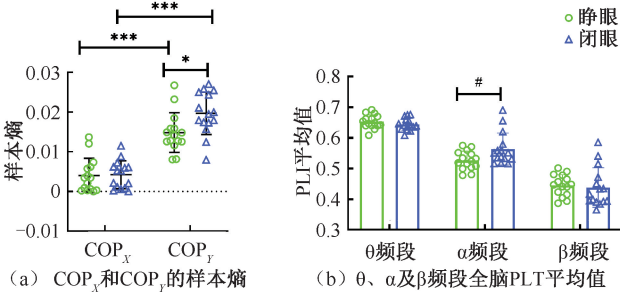 (a)
***
***
*
样本熵
0.03
0.02
0.01
0
−0.01
COP_X
COP_Y
(a) COP_X和COP_Y的样本熵
(b)
睁眼
闭眼
#
PLI平均值
0.8
0.7
0.6
0.5
0.4
0.3
θ频段
α频段
β频段
(b)θ、α及β频段全脑PLT平均值